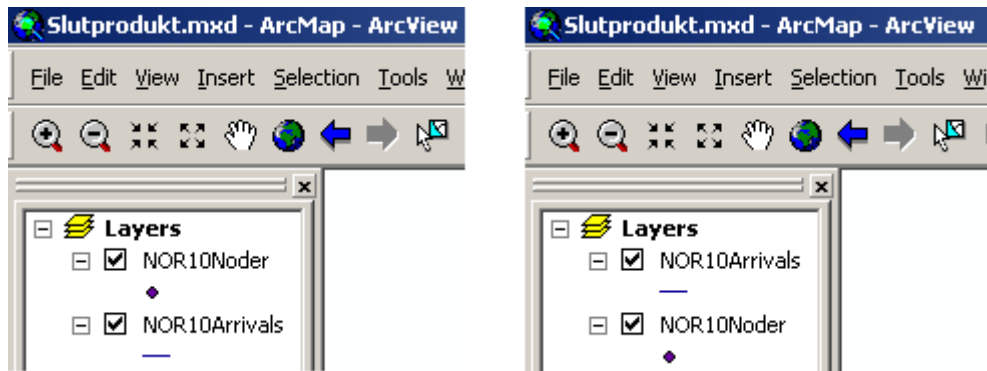 Slutprodukt.mxd - ArcMap - ArcView
File Edit View Insert Selection Tools W
Layers
NOR10Noder
NOR10Arrivals
Slutprodukt.mxd - ArcMap - ArcView
File Edit View Insert Selection Tools Wi
Layers
NOR10Arrivals
NOR10Noder